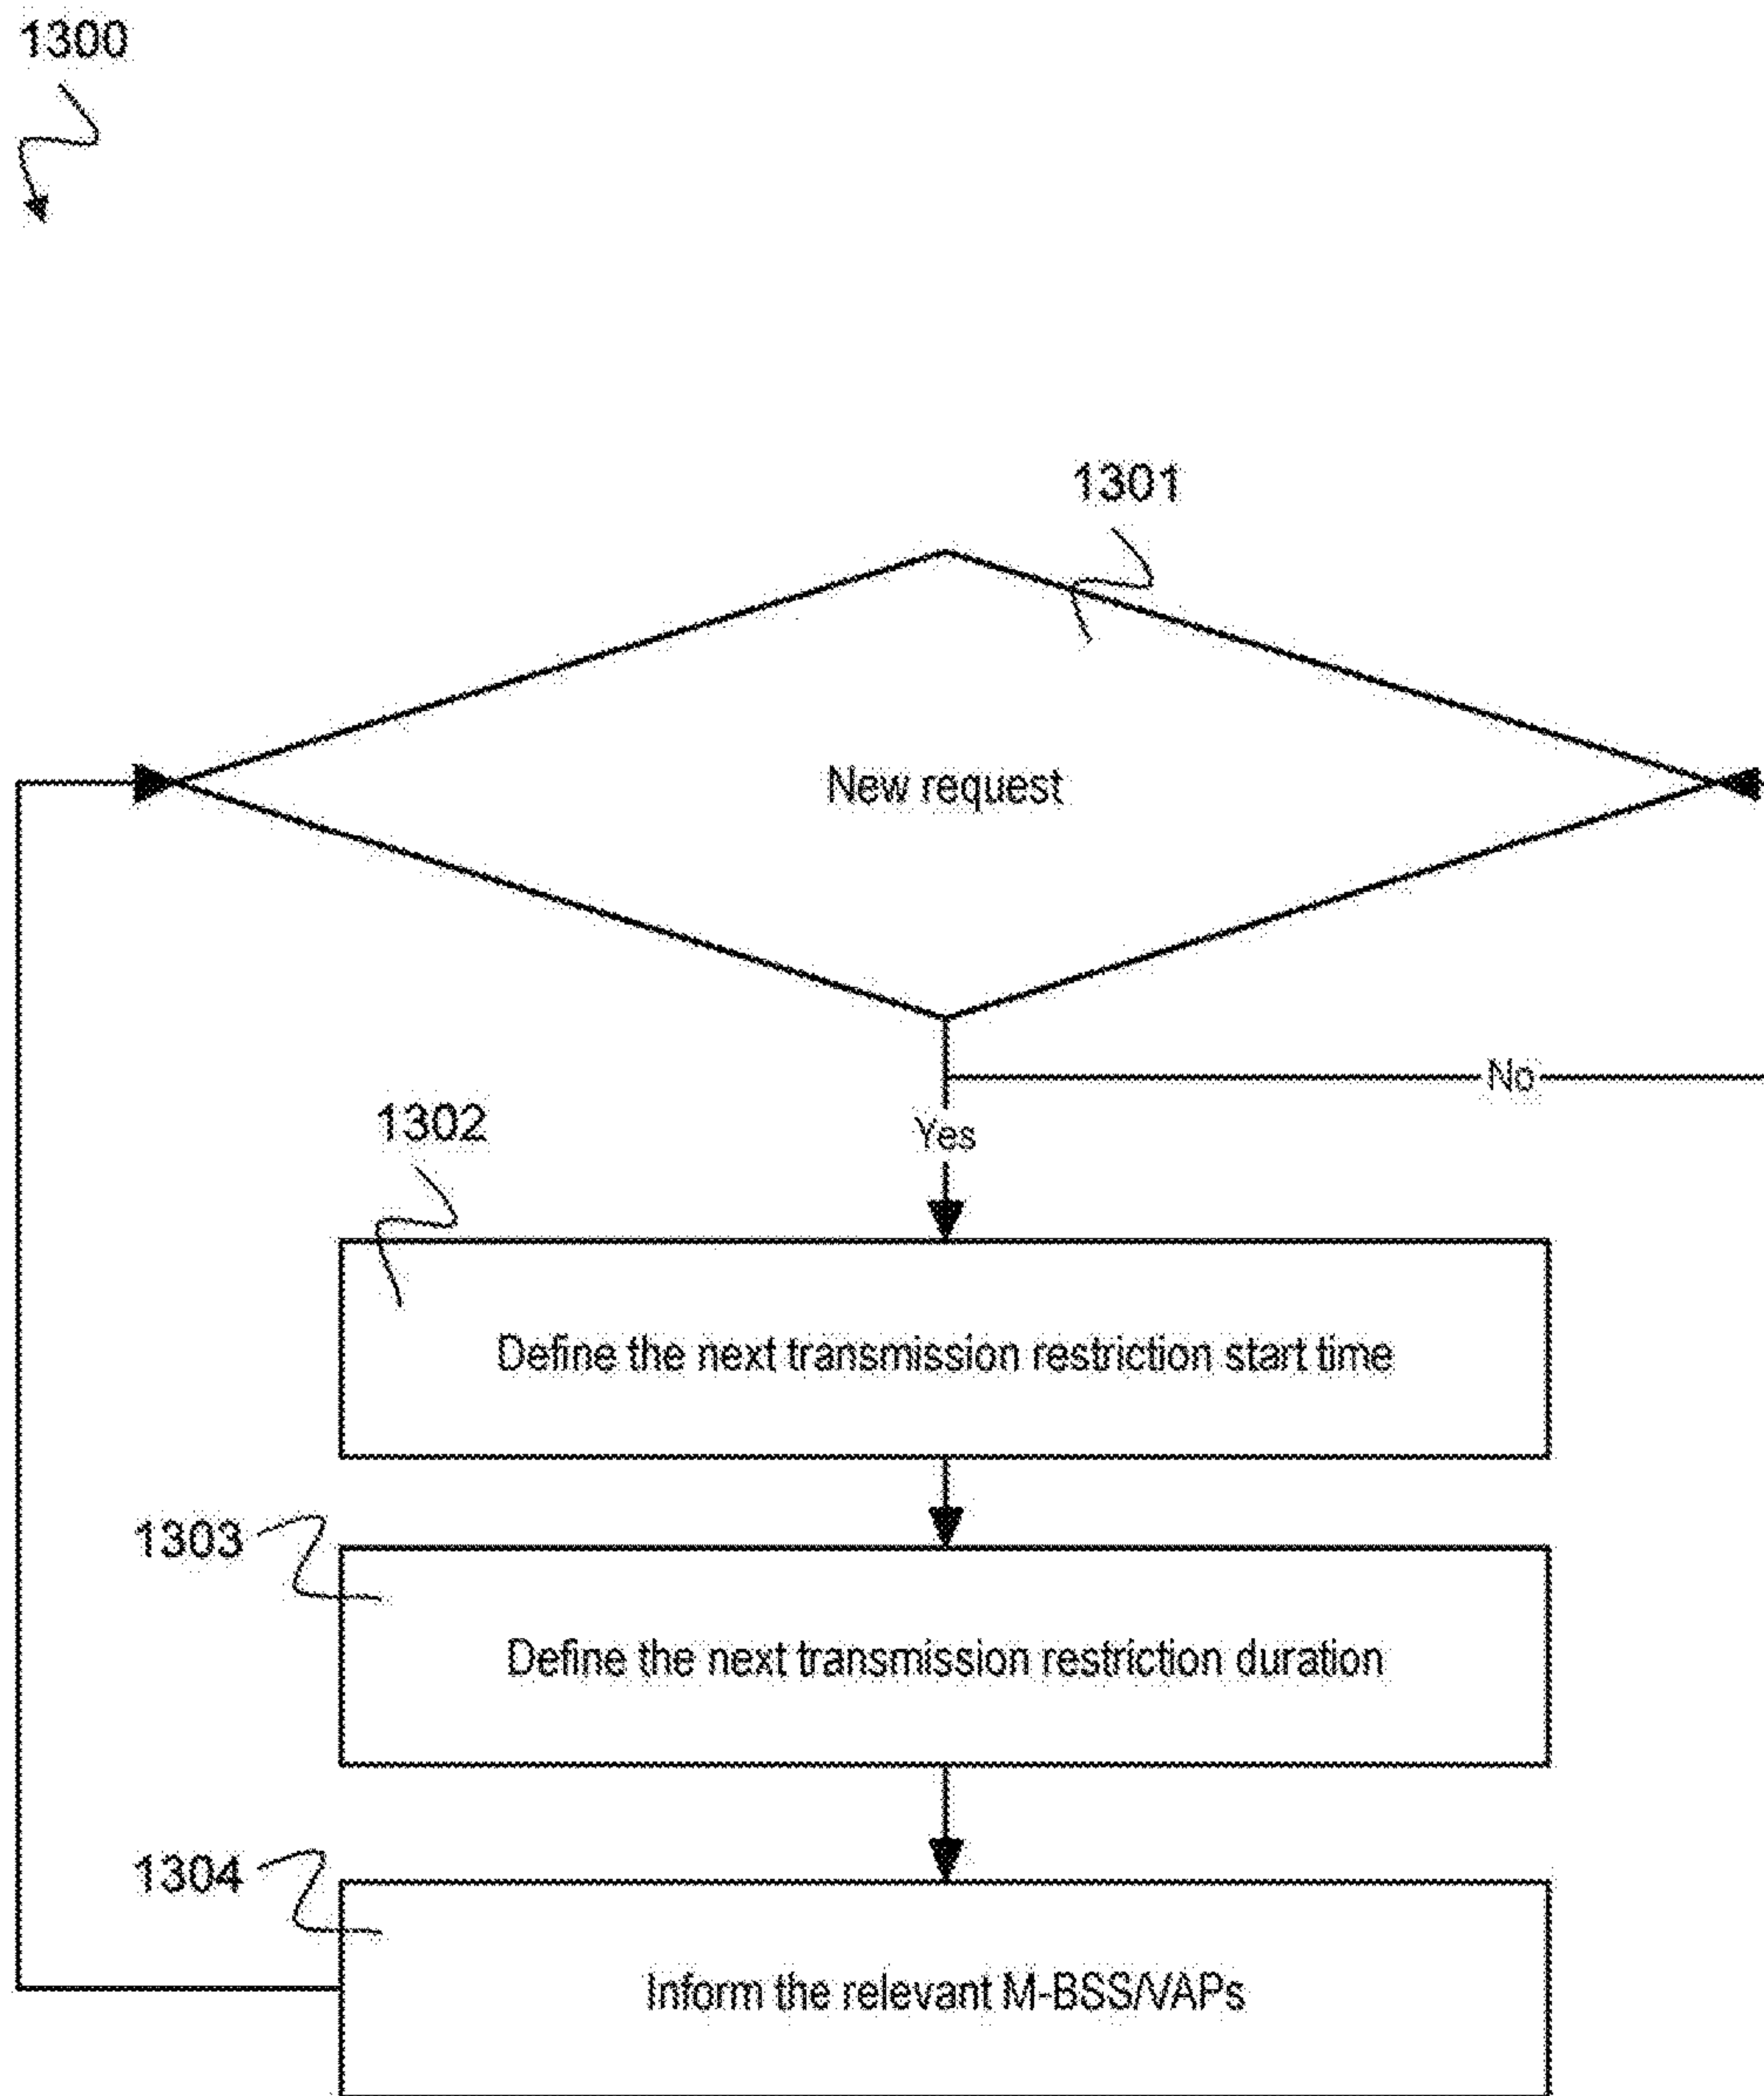 1300
1301
New request
No
Yes
1302
Define the next transmission restriction start time
1303
Define the next transmission restriction duration
1304
Inform the relevant M-BSS/VAPs